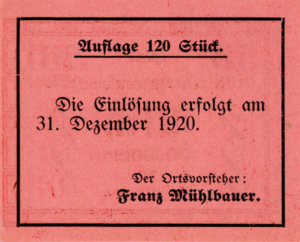 Auflage 120 Stück.
Die Einlösung erfolgt am
31. Dezember 1920.
Der Ortsvorsteher:
Franz Mühlbauer.